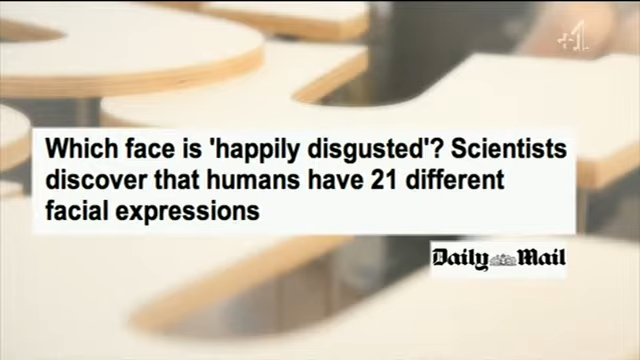 +1
Which face is 'happily disgusted'? Scientists
discover that humans have 21 different
facial expressions
Daily Mail